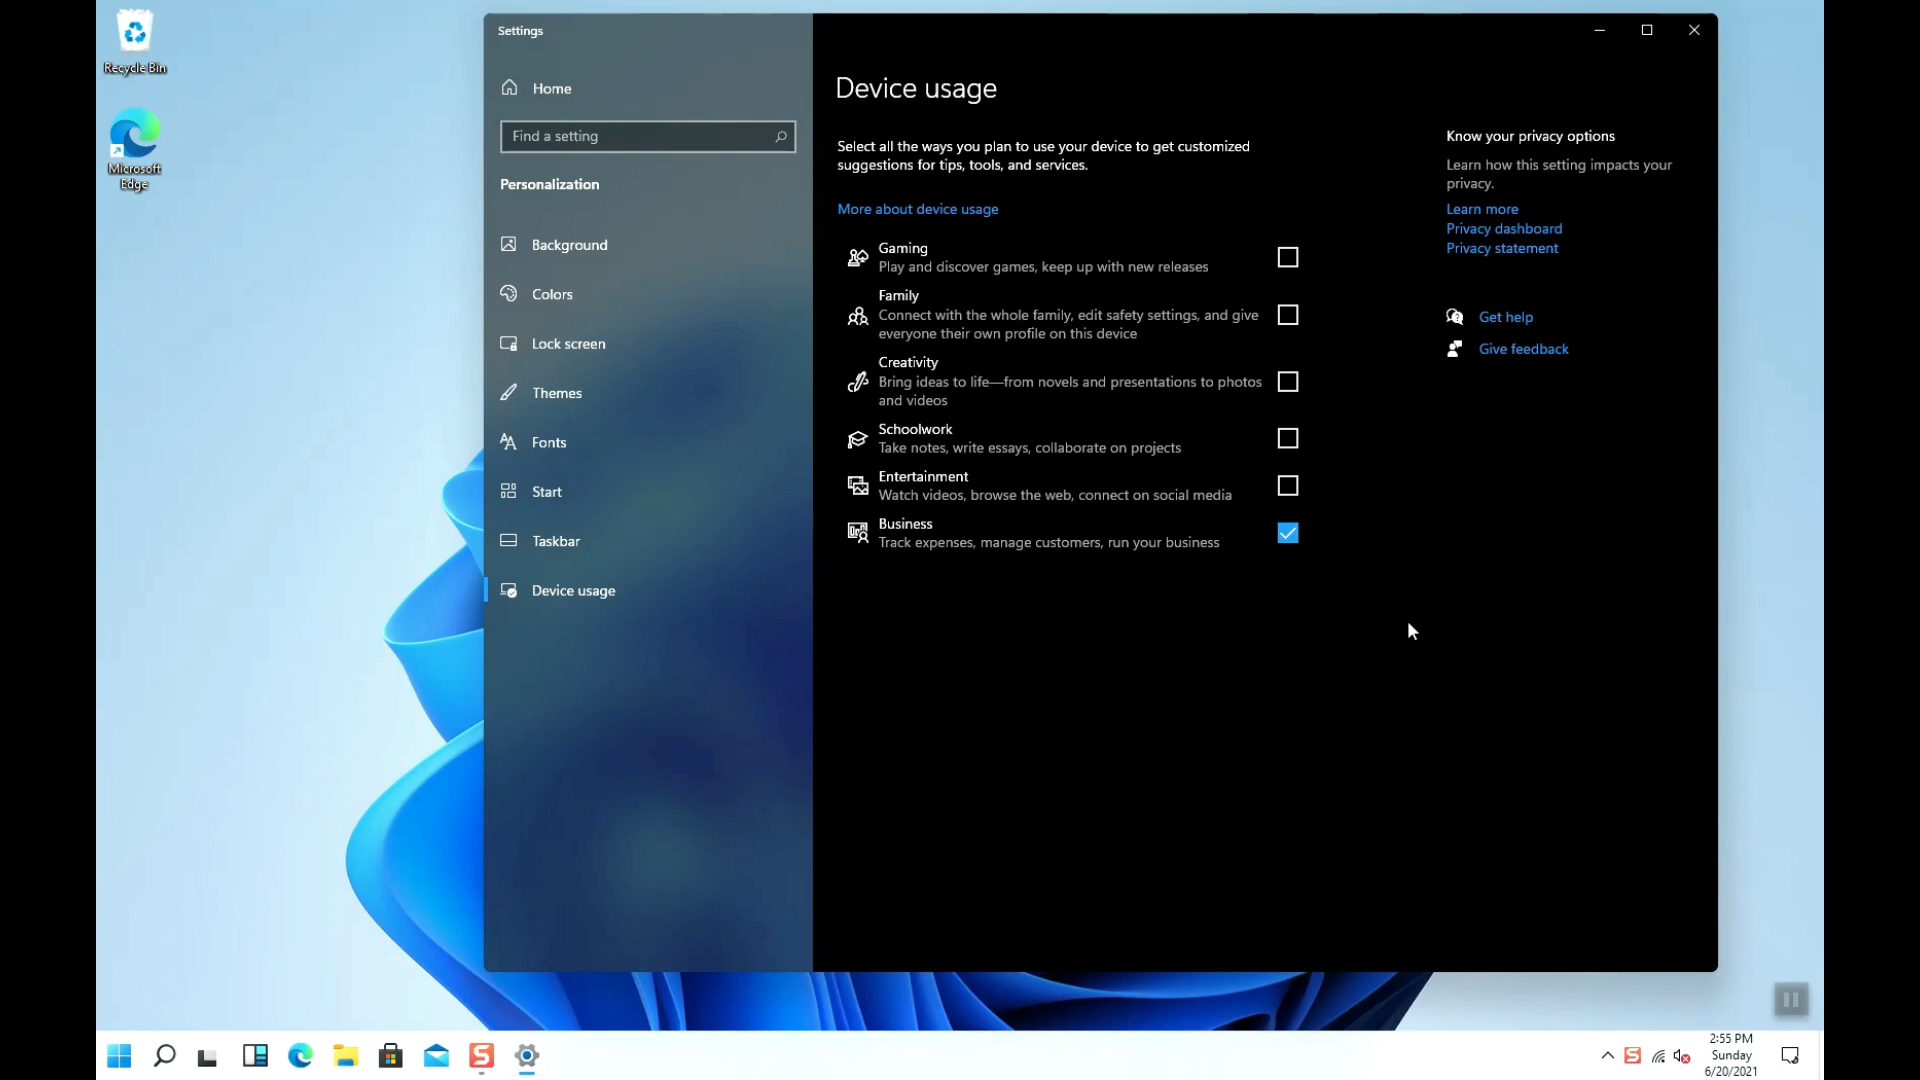 Recycle Bin
Microsoft
Edge
Settings
Home
Find a setting
Personalization
Background
Colors
Lock screen
Themes
Fonts
Start
Taskbar
Device usage
Device usage
Select all the ways you plan to use your device to get customized
suggestions for tips, tools, and services.
More about device usage
Gaming
Play and discover games, keep up with new releases
Family
Connect with the whole family, edit safety settings, and give
everyone their own profile on this device
Creativity
Bring ideas to life—from novels and presentations to photos
and videos
Schoolwork
Take notes, write essays, collaborate on projects
Entertainment
Watch videos, browse the web, connect on social media
Business
Track expenses, manage customers, run your business
Know your privacy options
Learn how this setting impacts your
privacy.
Learn more
Privacy dashboard
Privacy statement
Get help
Give feedback
S
S
2:55 PM
Sunday
6/20/2021